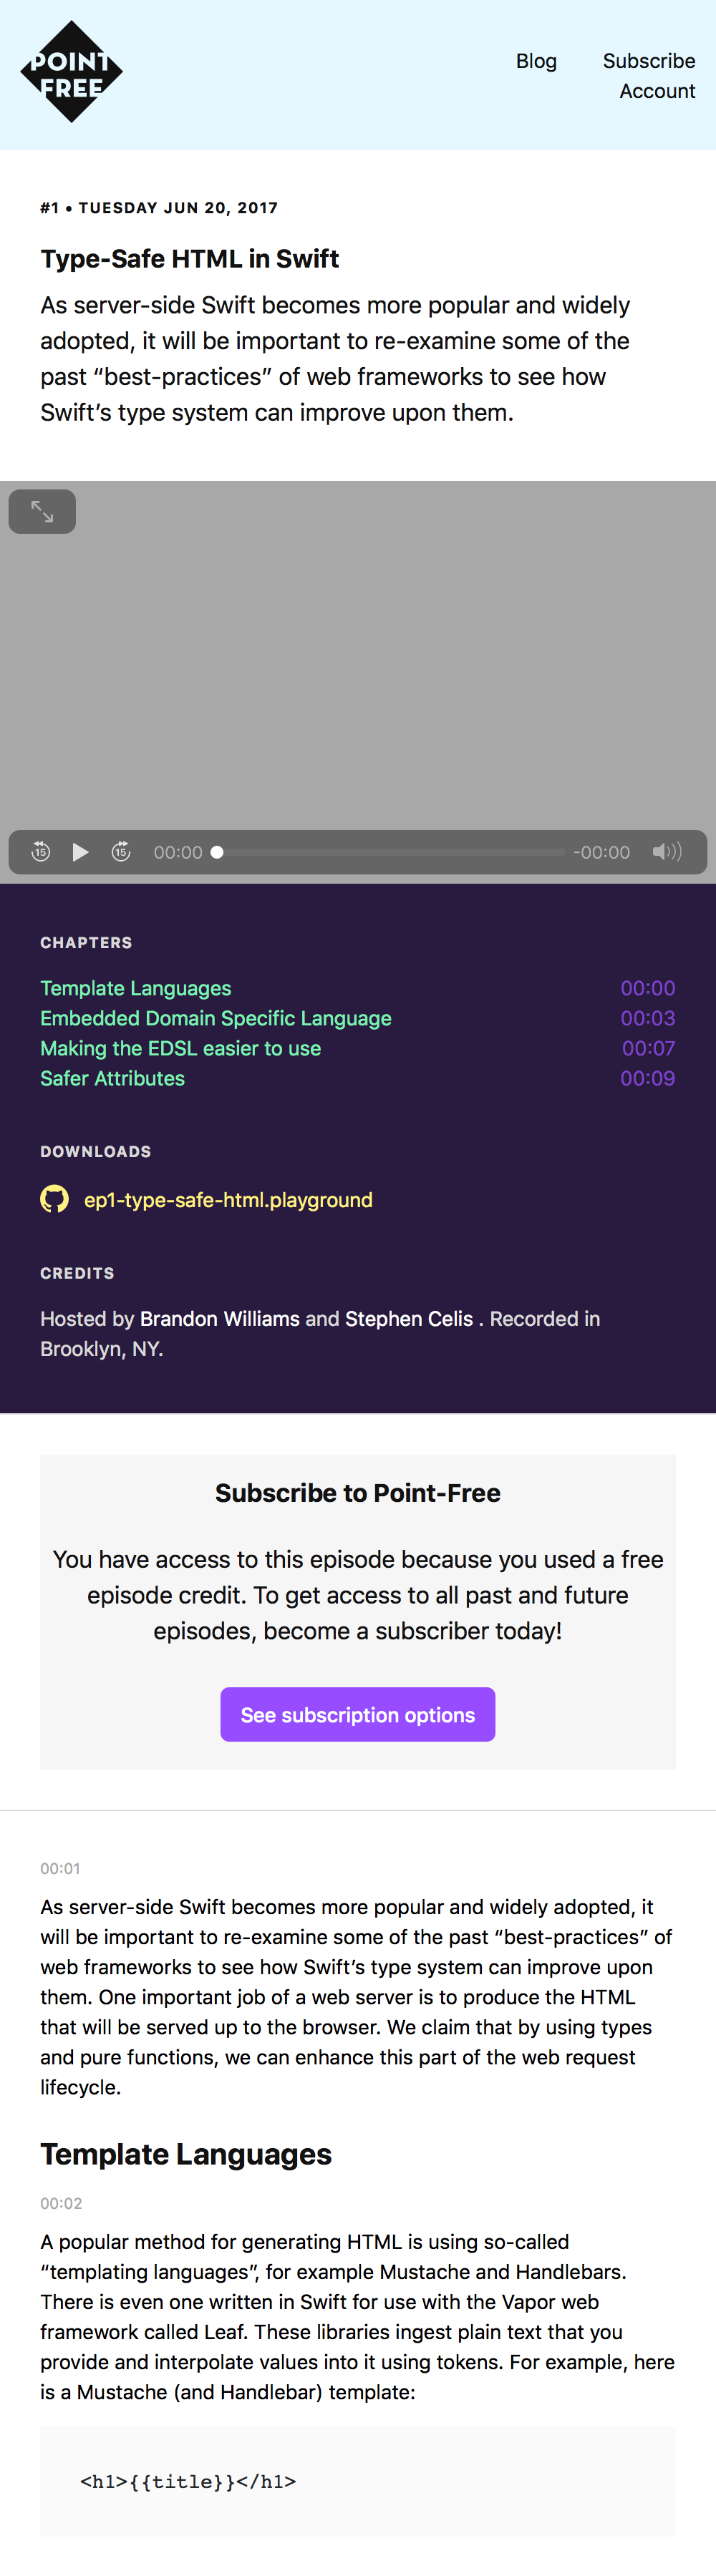 POINT
FREE
Blog Subscribe
Account
#1 • TUESDAY JUN 20, 2017
Type-Safe HTML in Swift
As server-side Swift becomes more popular and widely
adopted, it will be important to re-examine some of the
past “best-practices” of web frameworks to see how
Swift’s type system can improve upon them.
15 15 00:00 -00:00
CHAPTERS
Template Languages 00:00
Embedded Domain Specific Language 00:03
Making the EDSL easier to use 00:07
Safer Attributes 00:09
DOWNLOADS
ep1-type-safe-html.playground
CREDITS
Hosted by Brandon Williams and Stephen Celis . Recorded in
Brooklyn, NY.
Subscribe to Point-Free
You have access to this episode because you used a free
episode credit. To get access to all past and future
episodes, become a subscriber today!
See subscription options
00:01
As server-side Swift becomes more popular and widely adopted, it
will be important to re-examine some of the past “best-practices” of
web frameworks to see how Swift’s type system can improve upon
them. One important job of a web server is to produce the HTML
that will be served up to the browser. We claim that by using types
and pure functions, we can enhance this part of the web request
lifecycle.
Template Languages
00:02
A popular method for generating HTML is using so-called
“templating languages”, for example Mustache and Handlebars.
There is even one written in Swift for use with the Vapor web
framework called Leaf. These libraries ingest plain text that you
provide and interpolate values into it using tokens. For example, here
is a Mustache (and Handlebar) template:
<h1>{{title}}</h1>